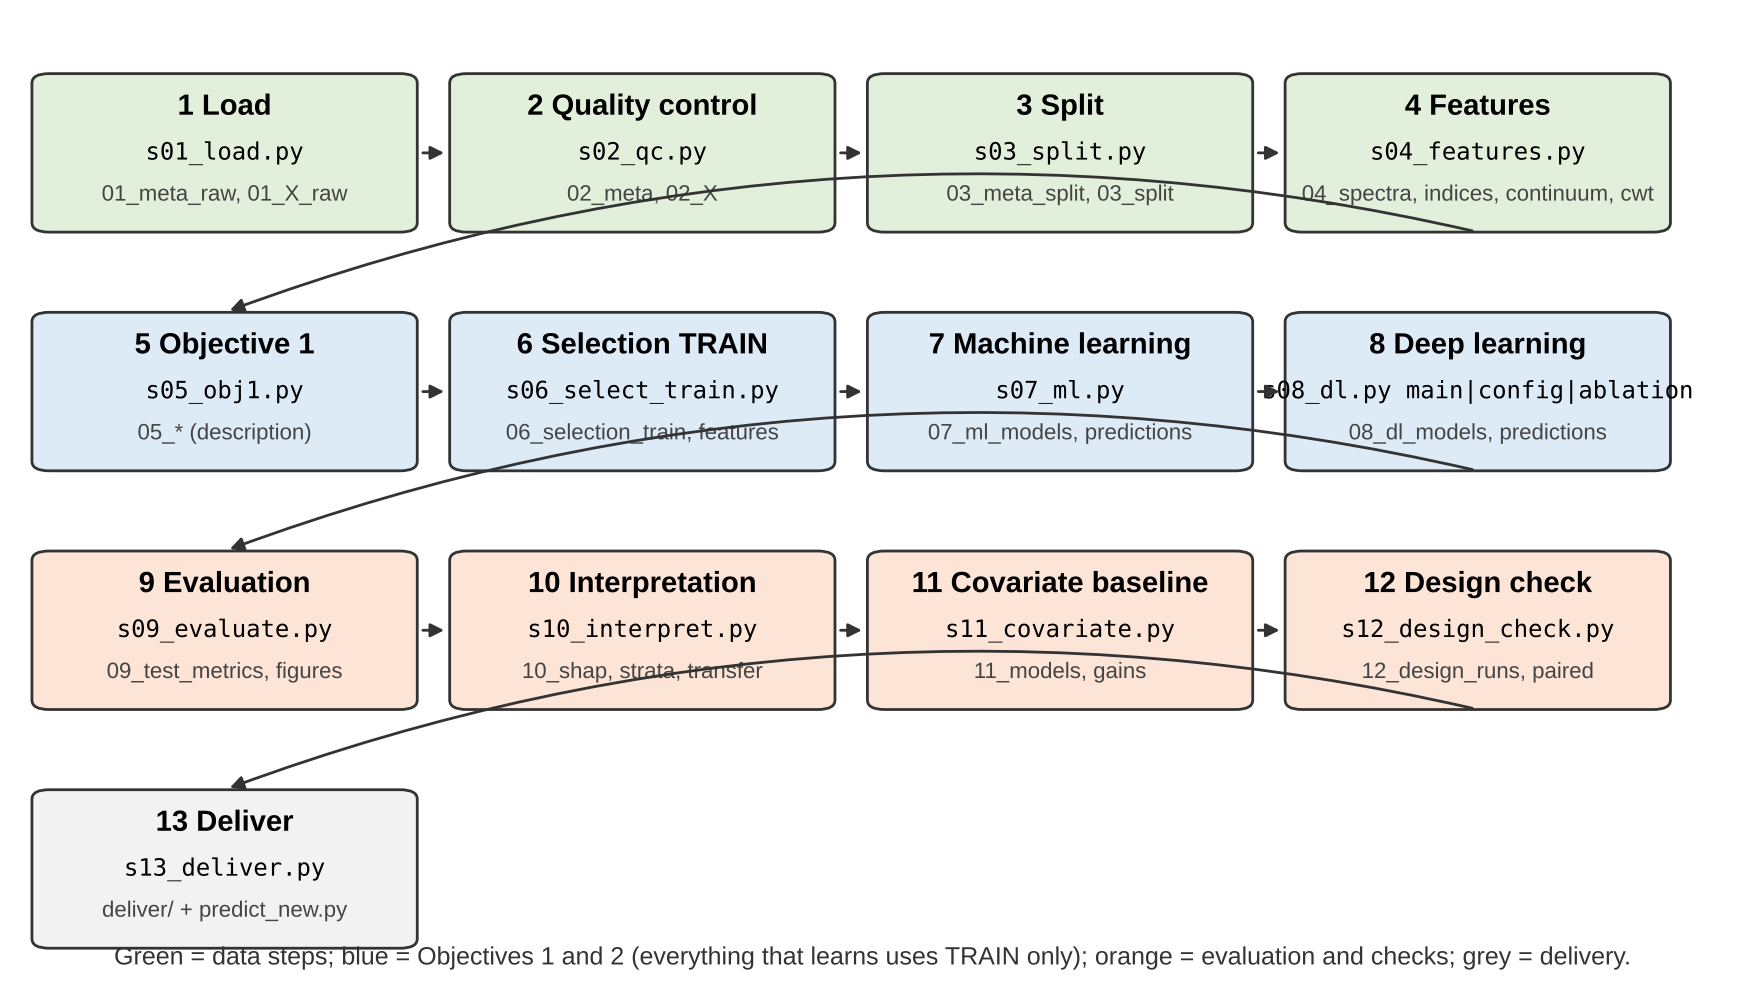 1 Load
s01_load.py
01_meta_raw, 01_X_raw
2 Quality control
s02_qc.py
02_meta, 02_X
3 Split
s03_split.py
03_meta_split, 03_split
4 Features
s04_features.py
04_spectra, indices, continuum, cwt
5 Objective 1
s05_obj1.py
05_* (description)
6 Selection TRAIN
s06_select_train.py
06_selection_train, features
7 Machine learning
s07_ml.py
07_ml_models, predictions
8 Deep learning
s08_dl.py main|config|ablation
08_dl_models, predictions
9 Evaluation
s09_evaluate.py
09_test_metrics, figures
10 Interpretation
s10_interpret.py
10_shap, strata, transfer
11 Covariate baseline
s11_covariate.py
11_models, gains
12 Design check
s12_design_check.py
12_design_runs, paired
13 Deliver
s13_deliver.py
deliver/ + predict_new.py
Green = data steps; blue = Objectives 1 and 2 (everything that learns uses TRAIN only); orange = evaluation and checks; grey = delivery.